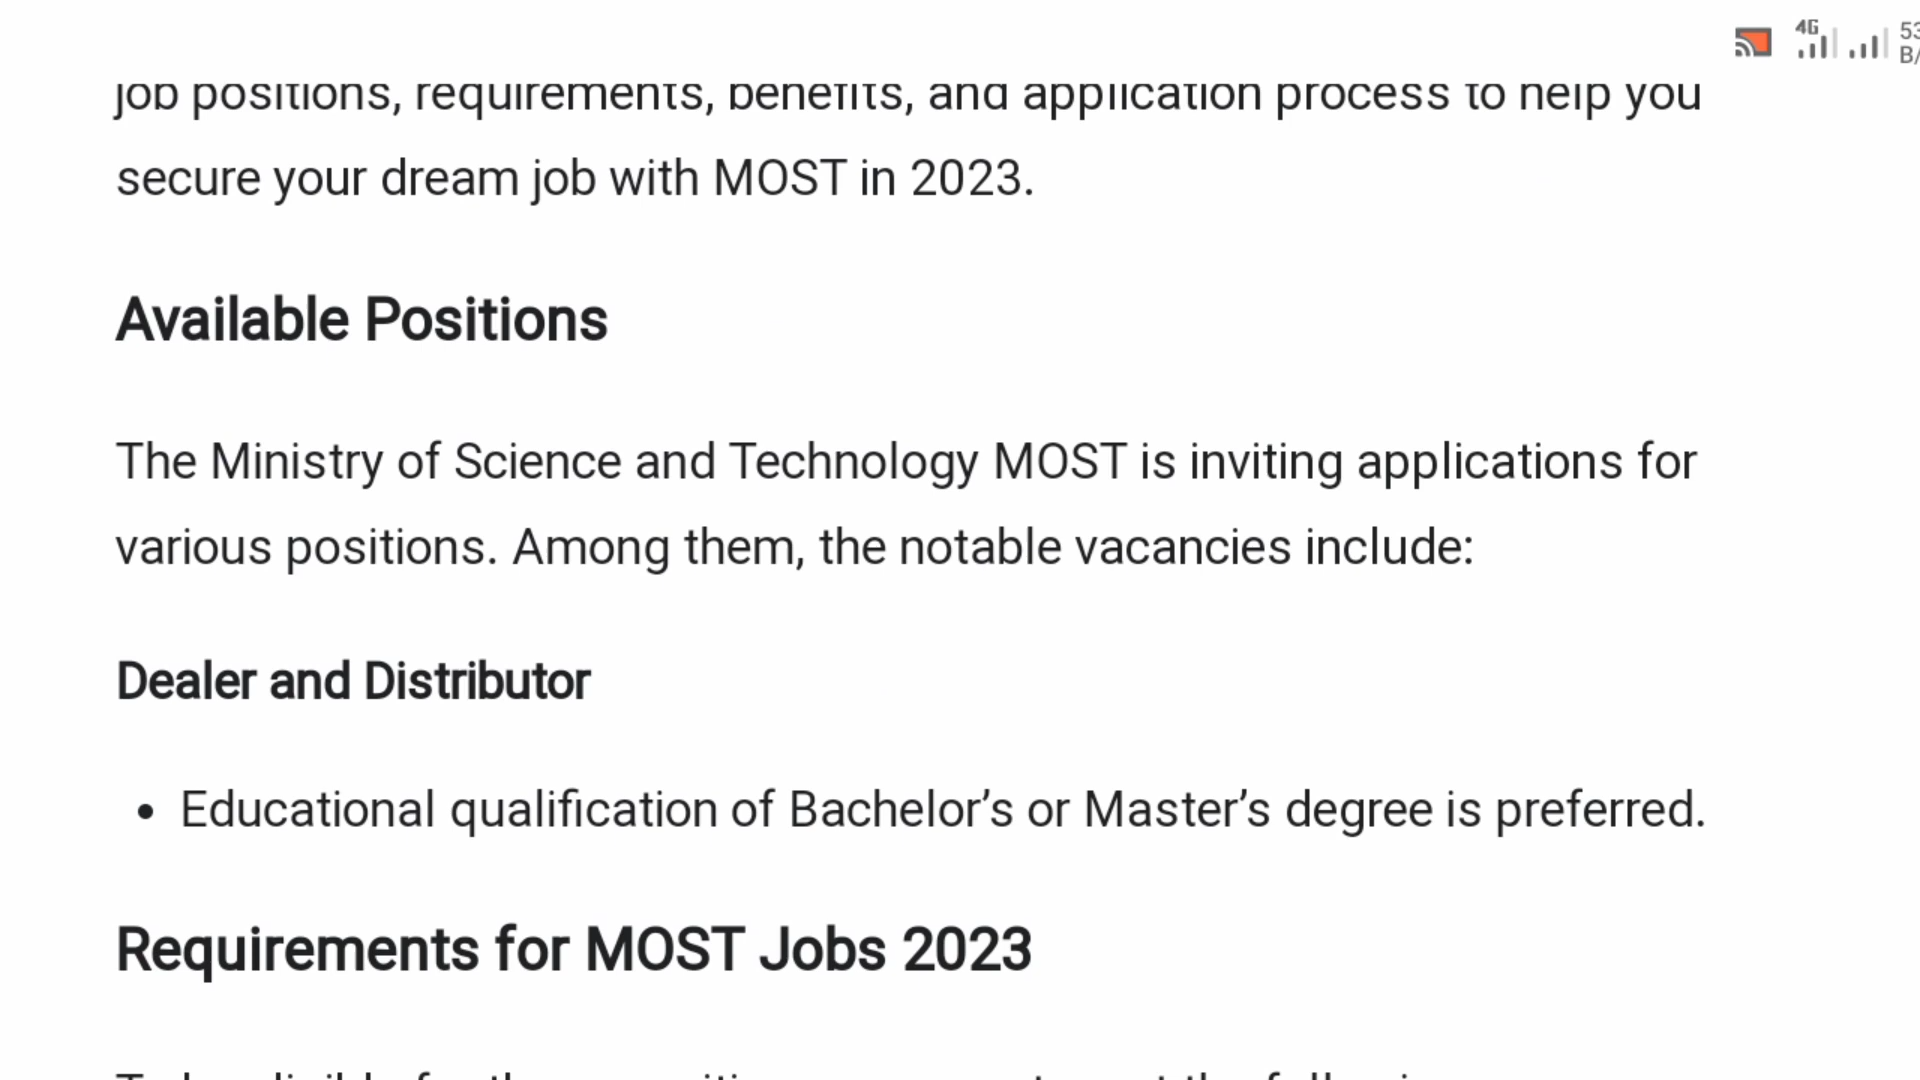 4G
job positions, requirements, benefits, and application process to help you
secure your dream job with MOST in 2023.
Available Positions
The Ministry of Science and Technology MOST is inviting applications for
various positions. Among them, the notable vacancies include:
Dealer and Distributor
• Educational qualification of Bachelor’s or Master’s degree is preferred.
Requirements for MOST Jobs 2023